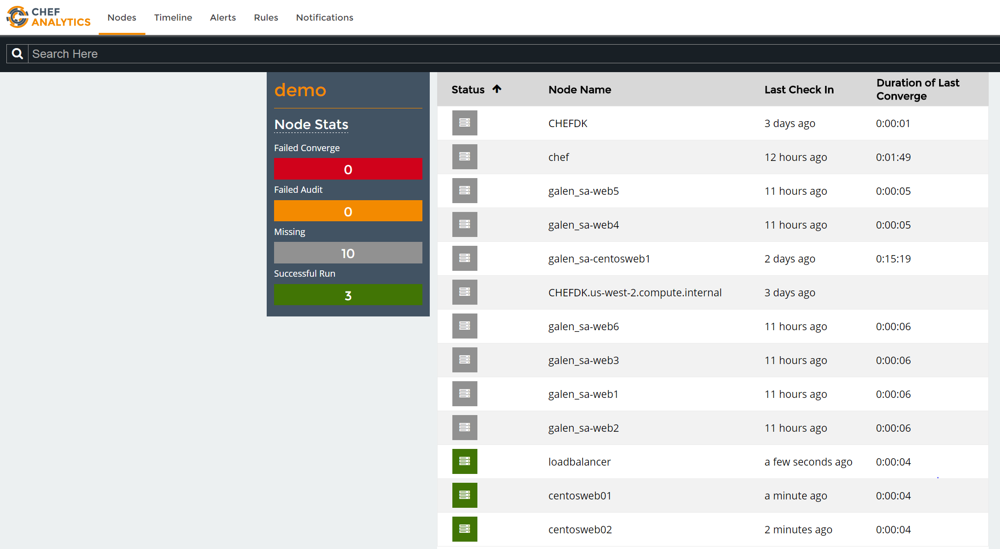 CHEF
ANALYTICS
Nodes Timeline Alerts Rules Notifications
Search Here
demo
Node Stats
Failed Converge
0
Failed Audit
0
Missing
10
Successful Run
3
Status Node Name Last Check In Duration of Last Converge
CHEFDK 3 days ago 0:00:01
chef 12 hours ago 0:01:49
galen_sa-web5 11 hours ago 0:00:05
galen_sa-web4 11 hours ago 0:00:05
galen_sa-centosweb1 2 days ago 0:15:19
CHEFDK.us-west-2.compute.internal 3 days ago
galen_sa-web6 11 hours ago 0:00:06
galen_sa-web3 11 hours ago 0:00:06
galen_sa-web1 11 hours ago 0:00:06
galen_sa-web2 11 hours ago 0:00:06
loadbalancer a few seconds ago 0:00:04
centosweb01 a minute ago 0:00:04
centosweb02 2 minutes ago 0:00:04